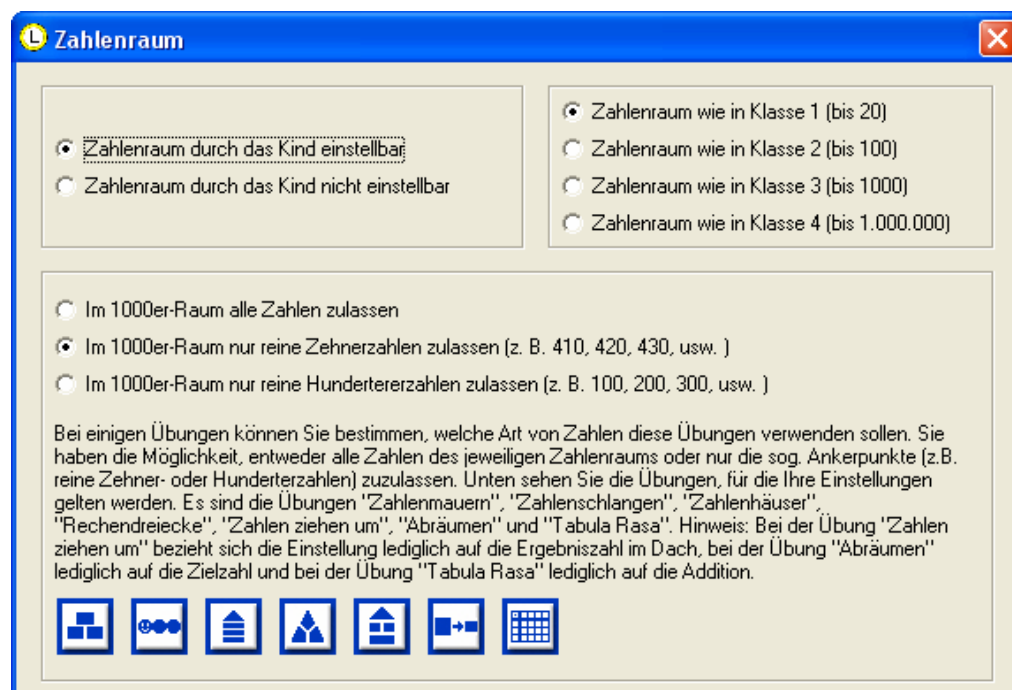 Zahlenraum
Zahlenraum durch das Kind einstellbar
Zahlenraum durch das Kind nicht einstellbar
Zahlenraum wie in Klasse 1 (bis 20)
Zahlenraum wie in Klasse 2 (bis 100)
Zahlenraum wie in Klasse 3 (bis 1000)
Zahlenraum wie in Klasse 4 (bis 1.000.000)
Im 1000er-Raum alle Zahlen zulassen
Im 1000er-Raum nur reine Zehnerzahlen zulassen (z. B. 410, 420, 430, usw. )
Im 1000er-Raum nur reine Hundertererzahlen zulassen (z. B. 100, 200, 300, usw. )
Bei einigen Übungen können Sie bestimmen, welche Art von Zahlen diese Übungen verwenden sollen. Sie
haben die Möglichkeit, entweder alle Zahlen des jeweiligen Zahlenraums oder nur die sog. Ankerpunkte (z.B.
reine Zehner- oder Hunderterzahlen) zuzulassen. Unten sehen Sie die Übungen, für die Ihre Einstellungen
gelten werden. Es sind die Übungen "Zahlenmauern", "Zahlenschlangen", "Zahlenhäuser",
"Rechendreiecke", "Zahlen ziehen um", "Abräumen" und "Tabula Rasa". Hinweis: Bei der Übung "Zahlen
ziehen um" bezieht sich die Einstellung lediglich auf die Ergebniszahl im Dach, bei der Übung "Abräumen"
lediglich auf die Zielzahl und bei der Übung "Tabula Rasa" lediglich auf die Addition.